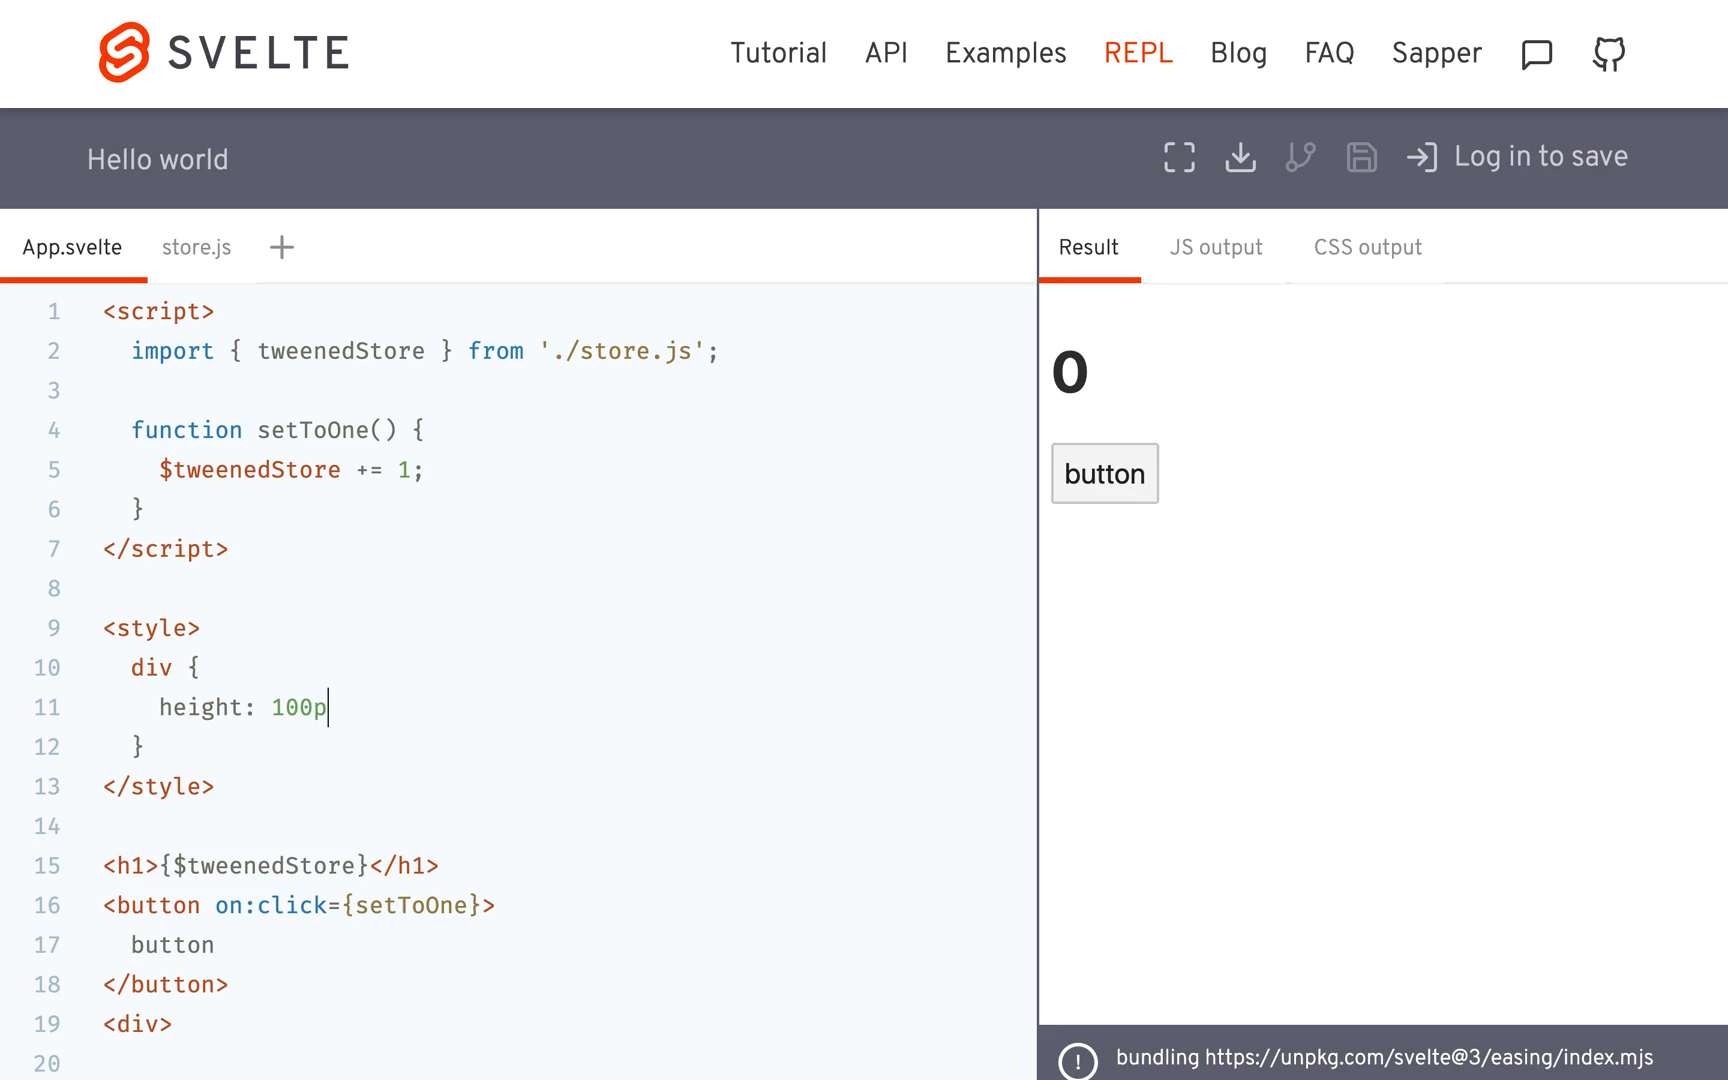 SVELTE
Tutorial API Examples REPL Blog FAQ Sapper
Hello world
Log in to save
App.svelte store.js +
Result JS output CSS output
1 <script>
2 import { tweenedStore } from './store.js';
3
4 function setToOne() {
5 $tweenedStore += 1;
6 }
7 </script>
8
9 <style>
10 div {
11 height: 100p
12 }
13 </style>
14
15 <h1>{$tweenedStore}</h1>
16 <button on:click={setToOne}>
17 button
18 </button>
19 <div>
20
0
button
! bundling https://unpkg.com/svelte@3/easing/index.mjs